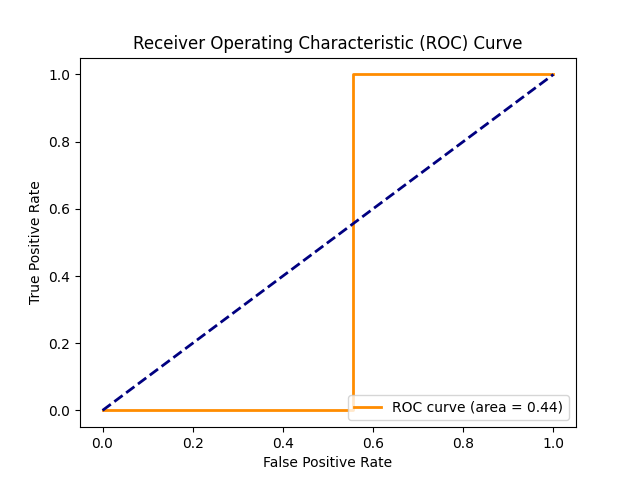 Receiver Operating Characteristic (ROC) Curve
True Positive Rate
1.0
0.8
0.6
0.4
0.2
0.0
ROC curve (area = 0.44)
0.0 0.2 0.4 0.6 0.8 1.0
False Positive Rate